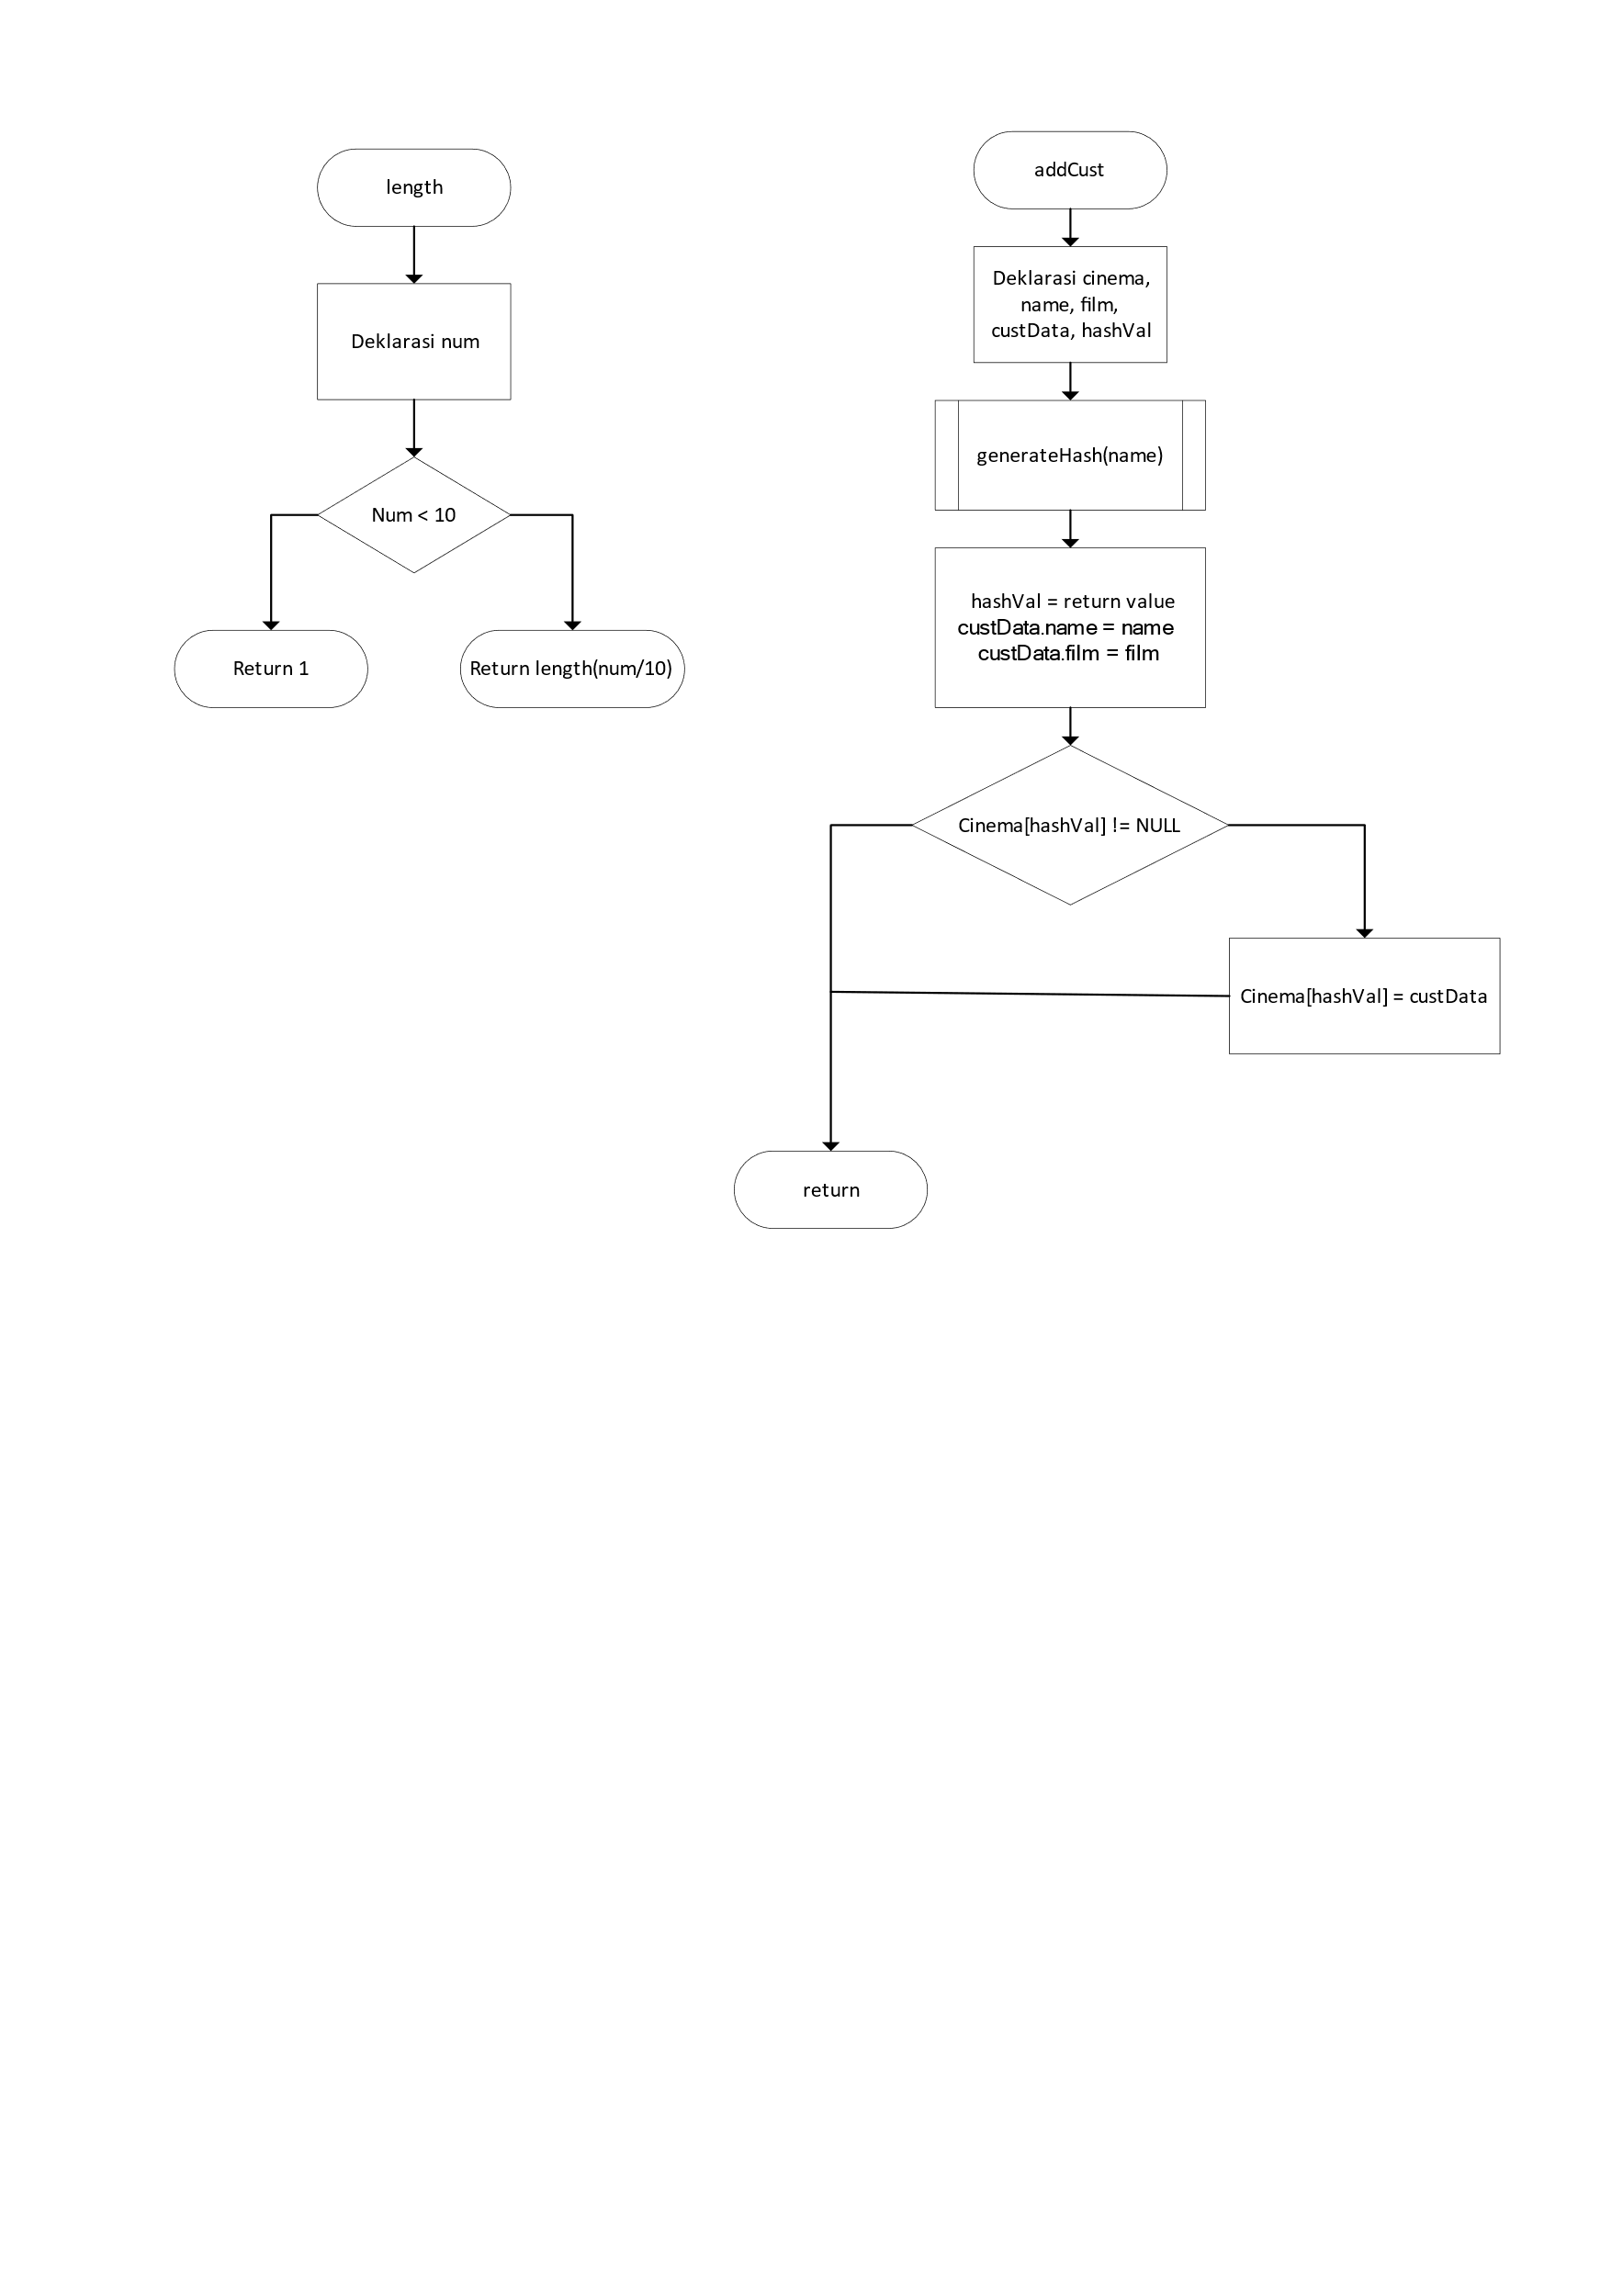 length
Deklarasi num
Num < 10
Return 1
Return length(num/10)
addCust
Deklarasi cinema,
name, film,
custData, hashVal
generateHash(name)
hashVal = return value
custData.name = name
custData.film = film
Cinema[hashVal] != NULL
Cinema[hashVal] = custData
return